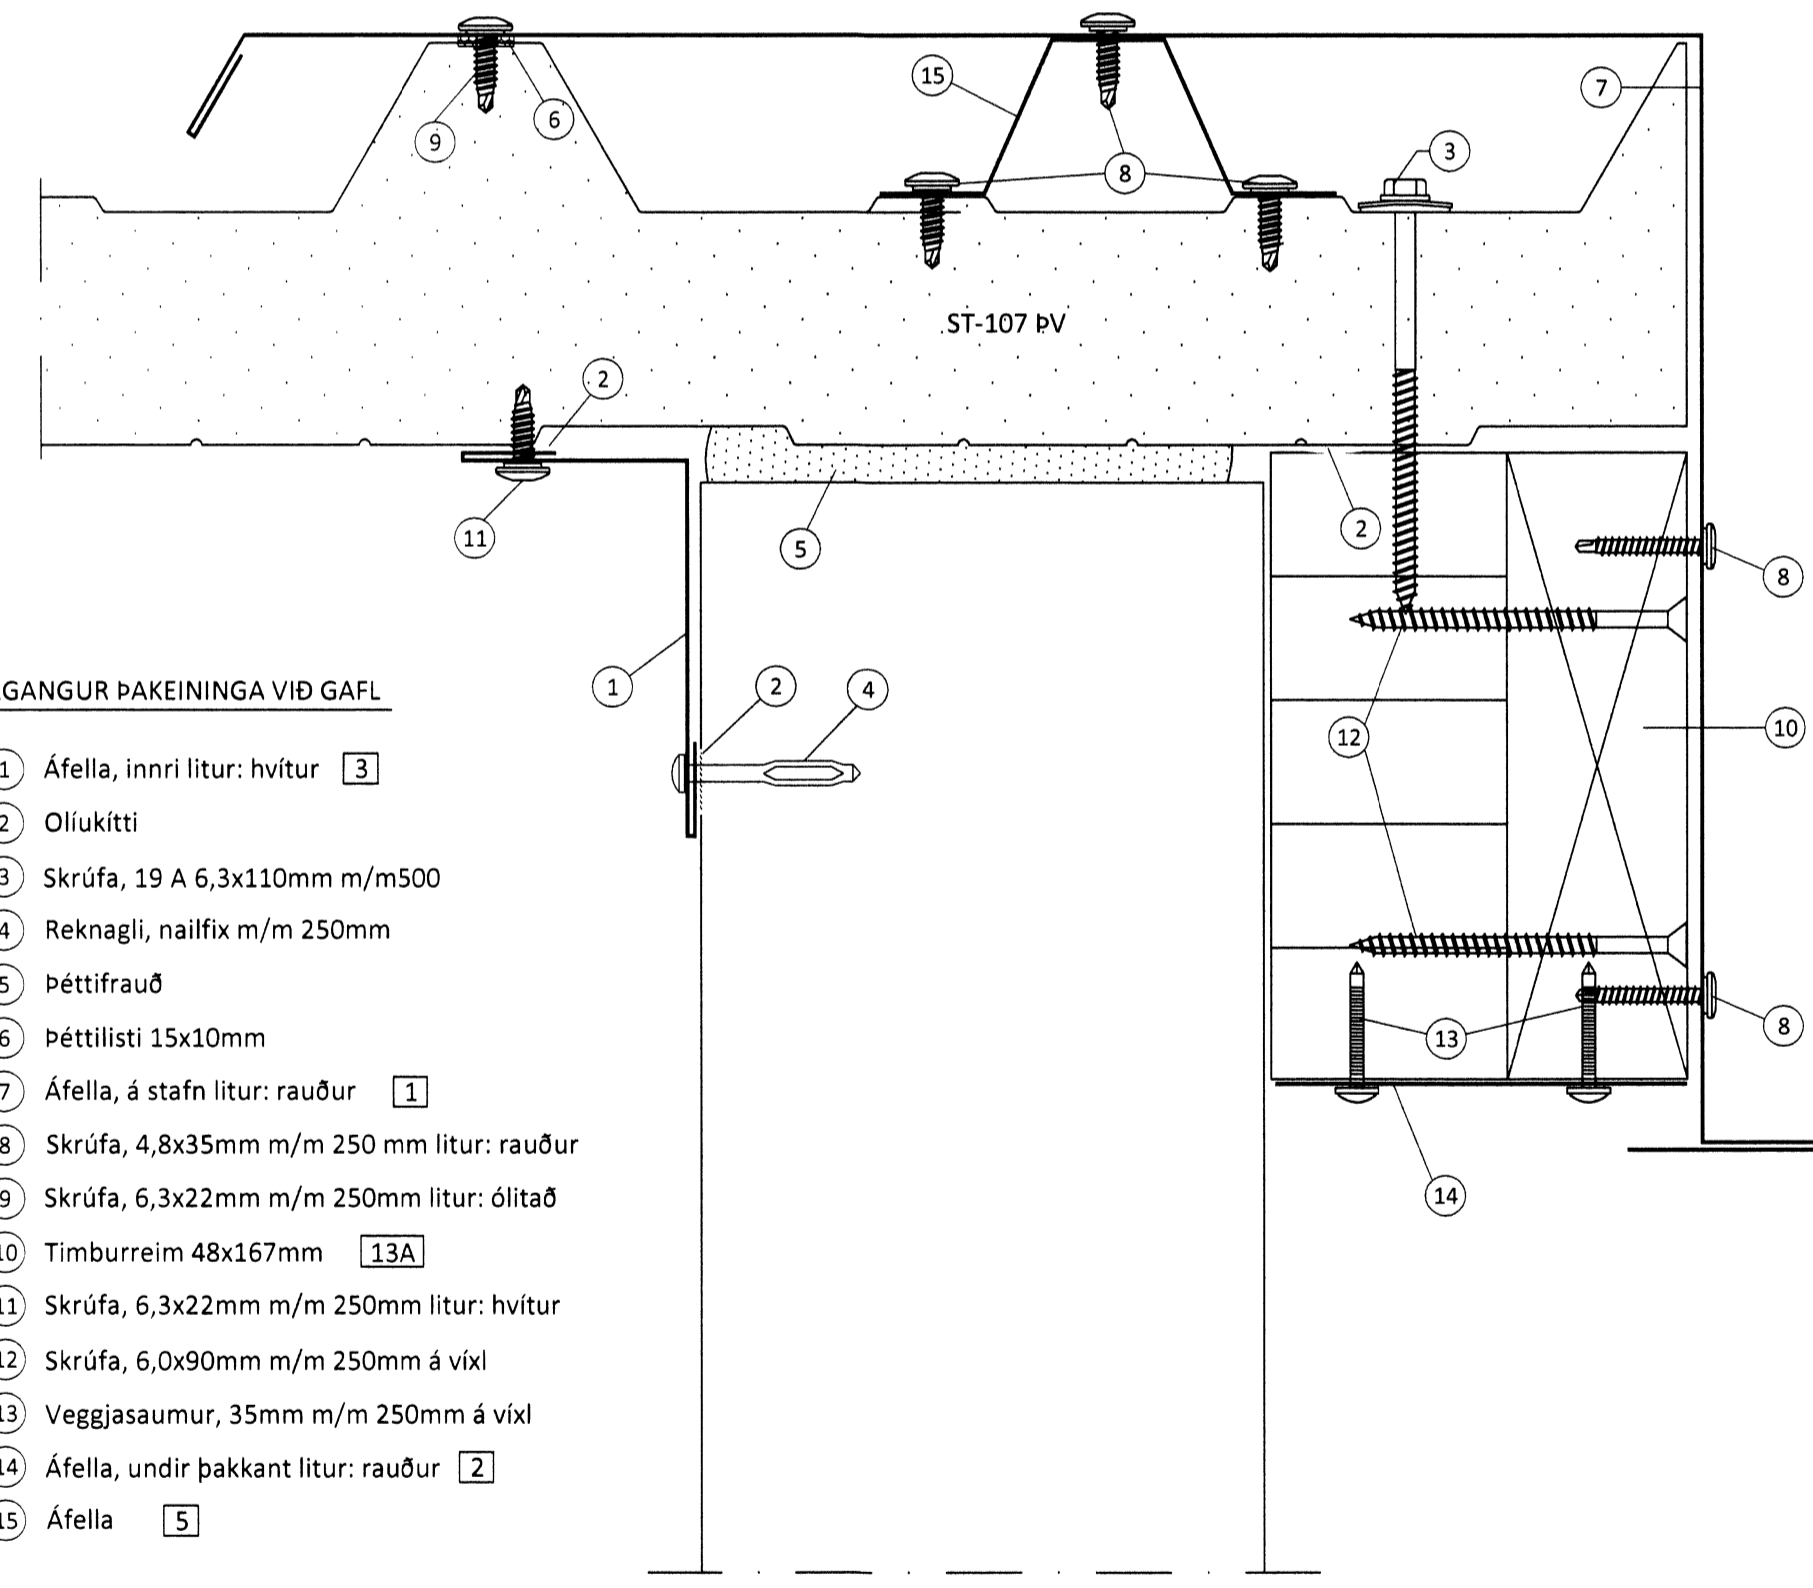 15
7
9
6
3
8
ST-107 ÞV
2
11
5
2
8
1
2
4
12
10
13
8
14
GANGUR ÞAKEININGA VIÐ GAFL
1 Áfella, innri litur: hvítur 3
2 Olíukítti
3 Skrúfa, 19 A 6,3x110mm m/m500
4 Reknagli, nailfix m/m 250mm
5 Þéttifrauð
6 Þéttilisti 15x10mm
7 Áfella, á stafn litur: rauður 1
8 Skrúfa, 4,8x35mm m/m 250 mm litur: rauður
9 Skrúfa, 6,3x22mm m/m 250mm litur: ólitað
10 Timburreim 48x167mm 13A
11 Skrúfa, 6,3x22mm m/m 250mm litur: hvítur
12 Skrúfa, 6,0x90mm m/m 250mm á víxl
13 Veggjasaumur, 35mm m/m 250mm á víxl
14 Áfella, undir þakkant litur: rauður 2
15 Áfella 5